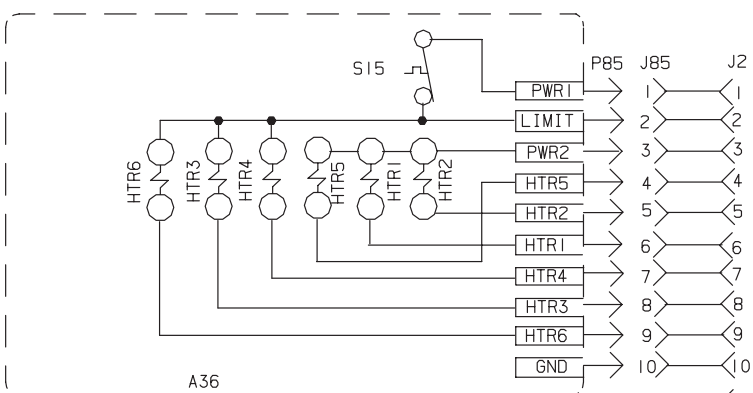 P85 J85 J2
S15
PWR1 1 1
LIMIT 2 2
PWR2 3 3
HTR6 HTR3 HTR4 HTR5 HTR1 HTR2
HTR5 4 4
HTR2 5 5
HTR1 6 6
HTR4 7 7
HTR3 8 8
HTR6 9 9
GND 10 10
A36